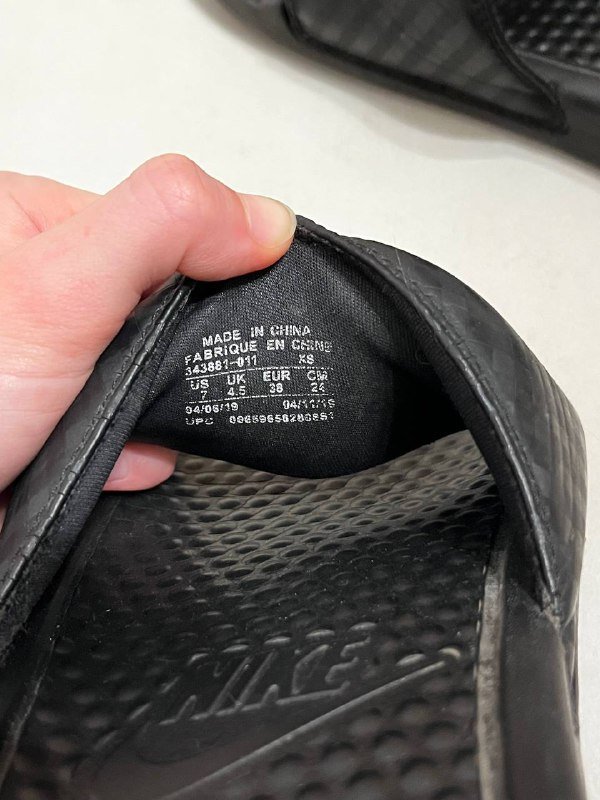 MADE IN CHINA
FABRIQUE EN CHINE
343881-011 XS
US UK EUR CM
7 4.5 38 24
04/06/19 04/11/19
UPC
NIKE